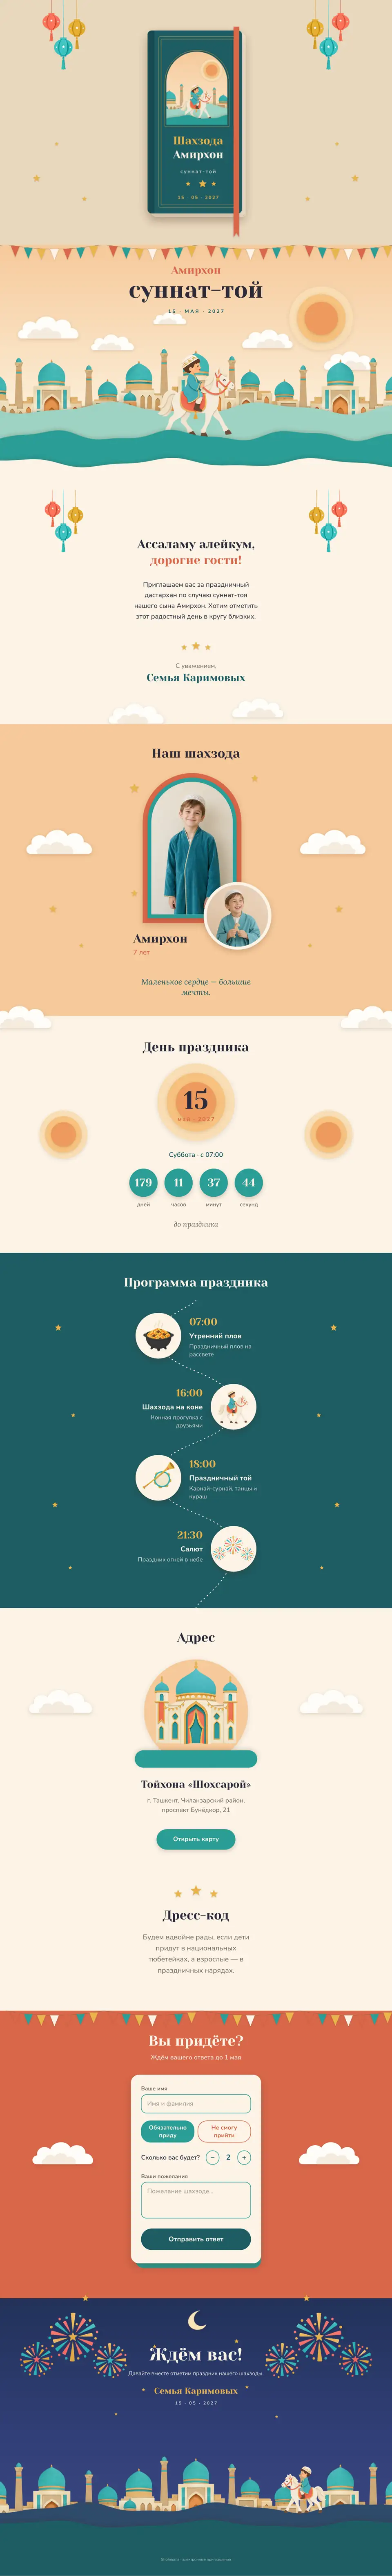 Шахзода
Амирхон
суннат-той
15 · 05 · 2027
Амирхон
суннат-той
15 · МАЯ · 2027
Ассаламу алейкум,
дорогие гости!
Приглашаем вас за праздничный
дастархан по случаю суннат-тоя
нашего сына Амирхон. Хотим отметить
этот радостный день в кругу близких.
С уважением,
Семья Каримовых
Наш шахзода
Амирхон
7 лет
Маленькое сердце — большие
мечты.
День праздника
15
мая · 2027
Суббота · с 07:00
179 11 37 44
дней часов минут секунд
до праздника
Программа праздника
07:00
Утренний плов
Праздничный плов на
рассвете
16:00
Шахзода на коне
Конная прогулка с
друзьями
18:00
Праздничный той
Карнай-сурнай, танцы и
кураш
21:30
Салют
Праздник огней в небе
Адрес
Тойхона «Шохсарой»
г. Ташкент, Чиланзарский район,
проспект Бунёдкор, 21
Открыть карту
Дресс-код
Будем вдвойне рады, если дети
придут в национальных
тюбетейках, а взрослые — в
праздничных нарядах.
Вы придёте?
Ждём вашего ответа до 1 мая
Ваше имя
Имя и фамилия
Обязательно
приду
Не смогу
прийти
Сколько вас будет? − 2 +
Ваши пожелания
Пожелание шахзоде...
Отправить ответ
Ждём вас!
Давайте вместе отметим праздник нашего шахзоды.
Семья Каримовых
15 · 05 · 2027